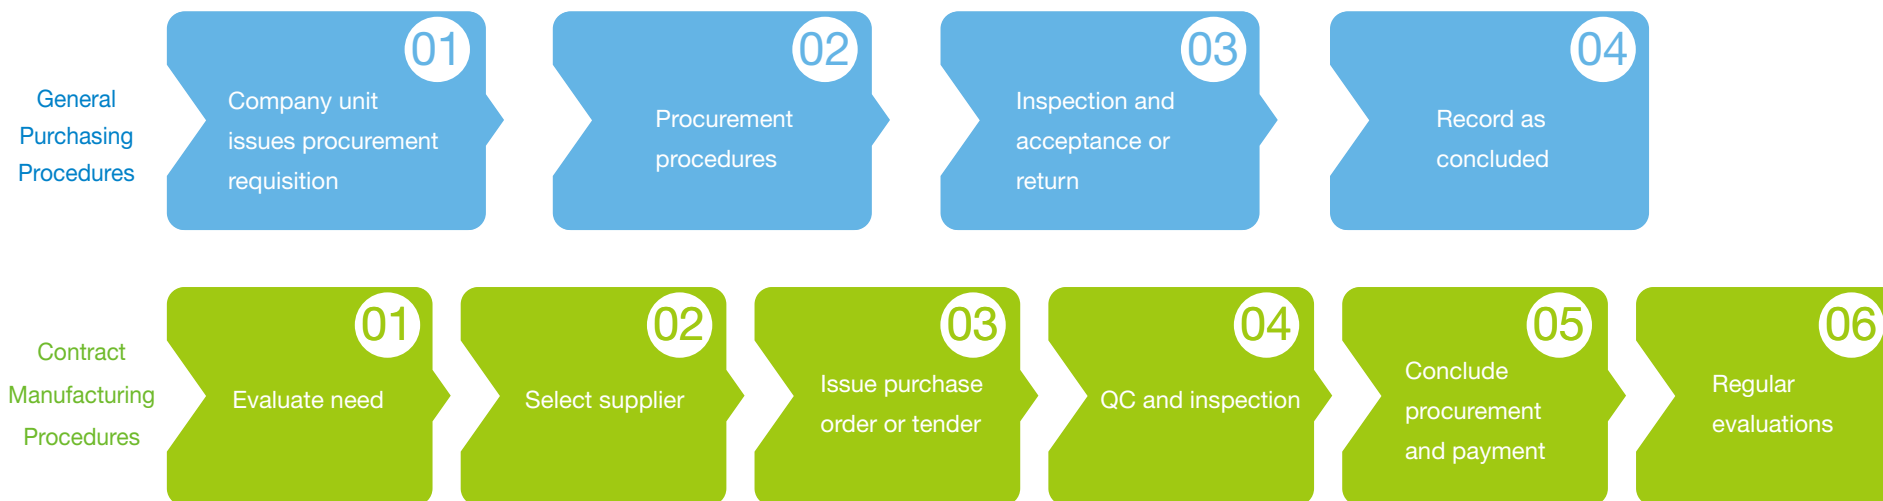 General
Purchasing
Procedures
01
Company unit
issues procurement
requisition
02
Procurement
procedures
03
Inspection and
acceptance or
return
04
Record as
concluded
Contract
Manufacturing
Procedures
01
Evaluate need
02
Select supplier
03
Issue purchase
order or tender
04
QC and inspection
05
Conclude
procurement
and payment
06
Regular
evaluations